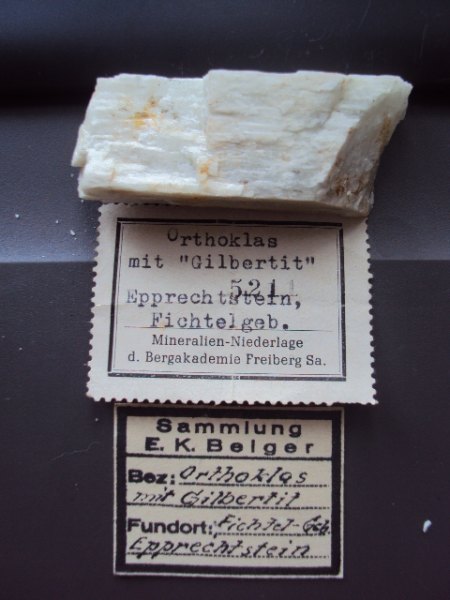 Orthoklas
mit "Gilbertit"
5211
Epprechtstein,
Fichtelgeb.
Mineralien-Niederlage
d. Bergakademie Freiberg Sa.
Sammlung
E. K. Belger
Bez: Orthoklas
mit Gilbertit
Fundort: Fichtel-Geb.
Epprechtstein